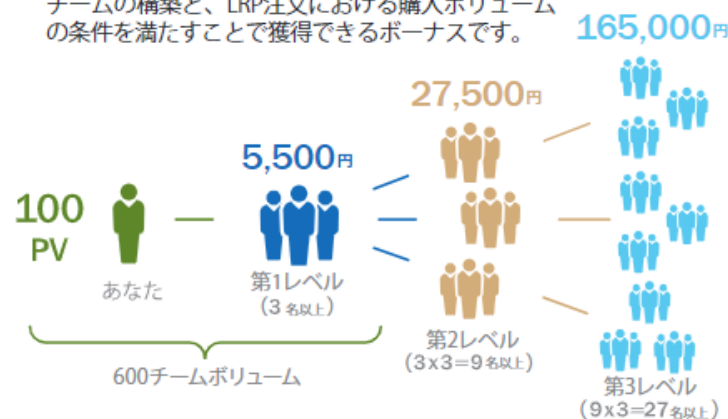 チームの構築と、LRP注文における購入ボリューム
の条件を満たすことで獲得できるボーナスです。
165,000円
27,500円
5,500円
100
PV
あなた
第1レベル
(3 名以上)
600チームボリューム
第2レベル
(3x3=9名以上)
第3レベル
(9x3=27名以上)